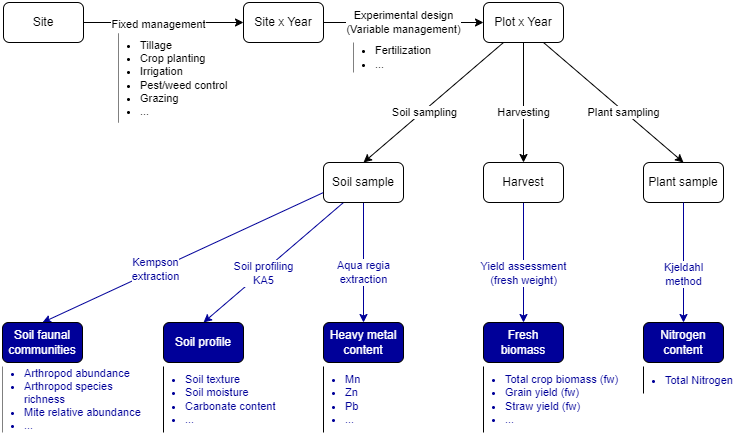 Site
Fixed management
Site x Year
Experimental design
(Variable management)
Plot x Year
• Tillage
• Crop planting
• Irrigation
• Pest/weed control
• Grazing
• ...
• Fertilization
• ...
Soil sampling
Harvesting
Plant sampling
Soil sample
Harvest
Plant sample
Kempson
extraction
Soil profiling
KA5
Aqua regia
extraction
Yield assessment
(fresh weight)
Kjeldahl
method
Soil faunal
communities
Soil profile
Heavy metal
content
Fresh
biomass
Nitrogen
content
• Arthropod abundance
• Arthropod species
richness
• Mite relative abundance
• ...
• Soil texture
• Soil moisture
• Carbonate content
• ...
• Mn
• Zn
• Pb
• ...
• Total crop biomass (fw)
• Grain yield (fw)
• Straw yield (fw)
• ...
• Total Nitrogen